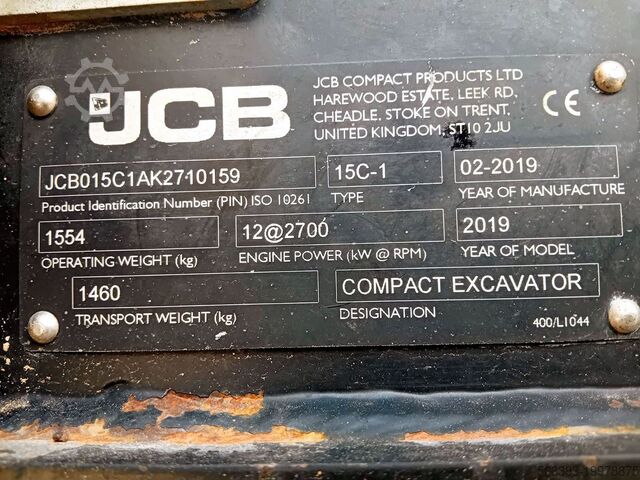 JCB
JCB COMPACT PRODUCTS LTD
HAREWOOD ESTATE, LEEK RD,
CHEADLE, STOKE ON TRENT,
UNITED KINGDOM, ST10 2JU
CE
JCB015C1AK2710159
Product Identification Number (PIN) ISO 10261
15C-1
TYPE
02-2019
YEAR OF MANUFACTURE
1554
OPERATING WEIGHT (kg)
12@2700
ENGINE POWER (kW @ RPM)
2019
YEAR OF MODEL
1460
TRANSPORT WEIGHT (kg)
COMPACT EXCAVATOR
DESIGNATION
400/L1044